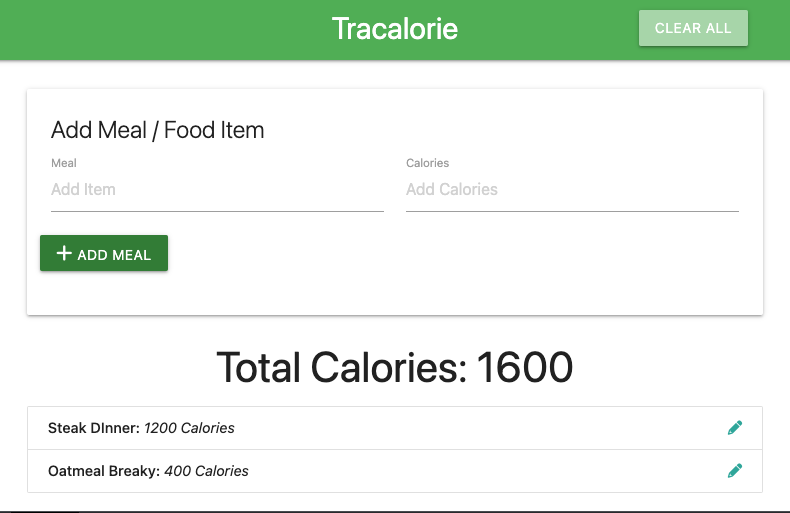 Tracalorie
CLEAR ALL
Add Meal / Food Item
Meal
Calories
Add Item
Add Calories
ADD MEAL
Total Calories: 1600
Steak DInner: 1200 Calories
Oatmeal Breaky: 400 Calories